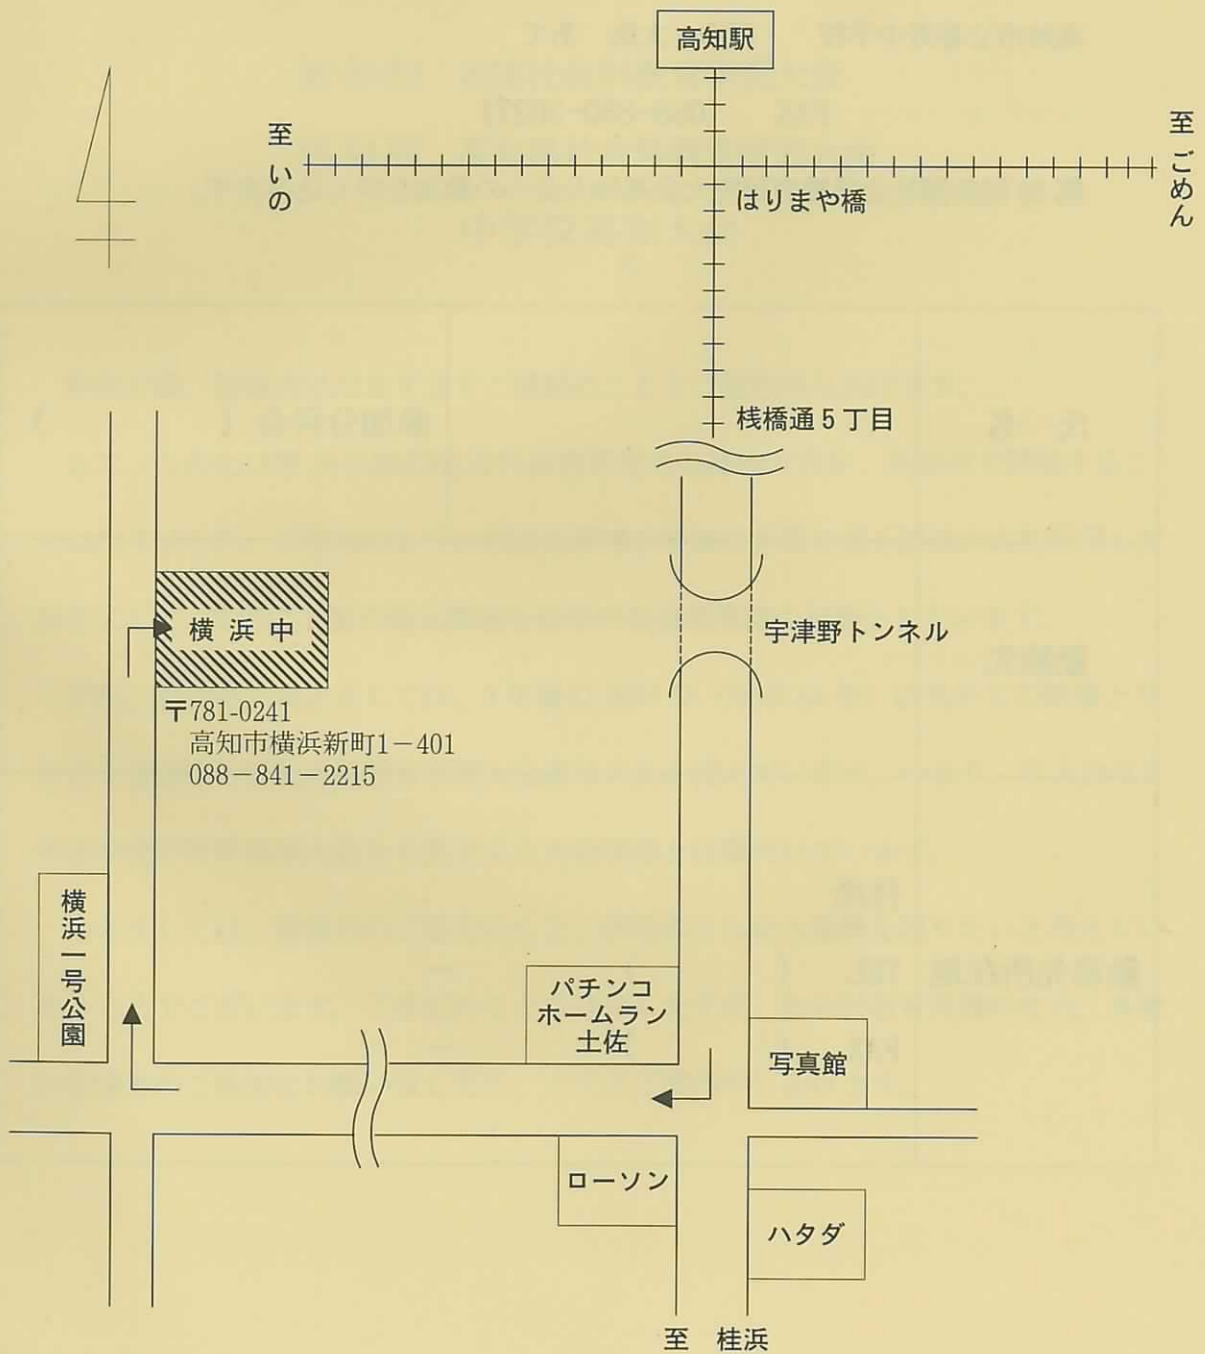 高知駅
至いの
至ごめん
はりまや橋
桟橋通5丁目
横浜中
宇津野トンネル
〒781-0241
高知市横浜新町1-401
088-841-2215
横浜一号公園
パチンコ
ホームラン
土佐
写真館
ローソン
ハタダ
至 桂浜